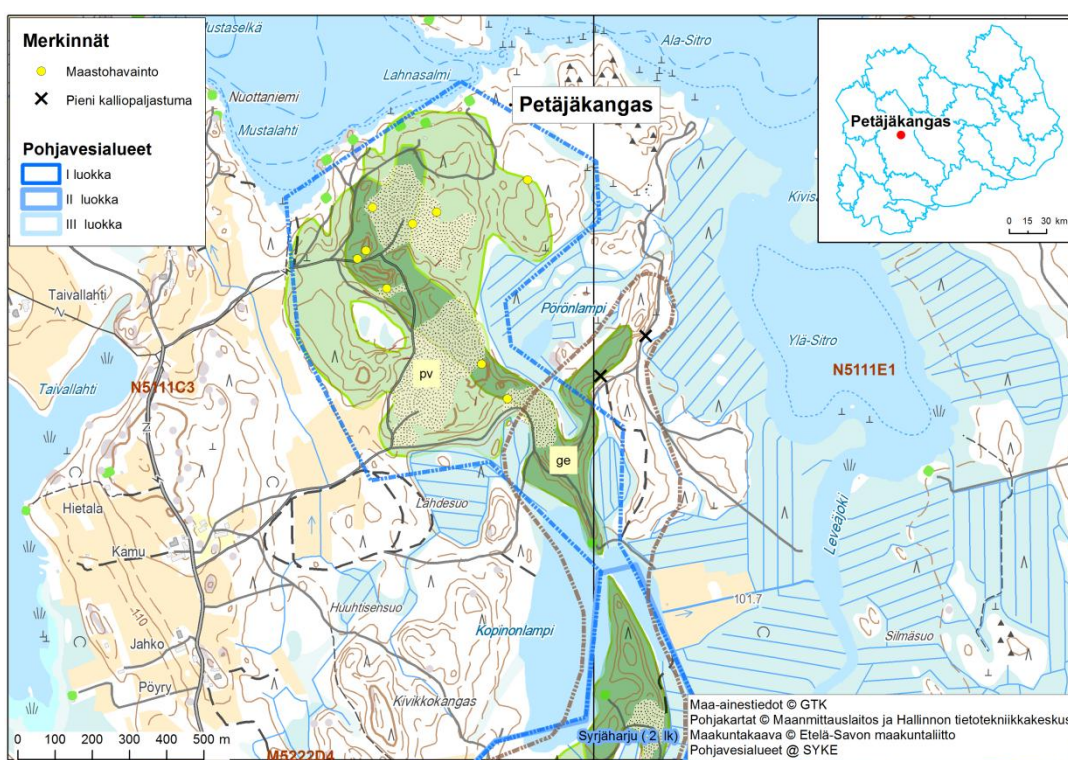 Merkinnät
Maastohavainto
Pieni kalliopaljastuma
Pohjavesialueet
I luokka
II luokka
III luokka
Lahnasalmi
Ala-Sitro
Nuottaniemi
Mustalahti
Petäjäkangas
Petäjäkangas
0 15 30 km
Taivallahti
Pörönlampi
Ylä-Sitro
Taivallahti
N5111C3
N5111E1
pv
ge
Hietala
Lähdesuo
Leveäjoki
Kamu
110
Huuhtisensuo
101.7
Kopinonlampi
Silmäsuo
Jahko
Pöyry
Kivikkokangas
0 100 200 300 400 500 m
M5222D4
Syrjäharju ( 2 lk)
Maa-ainestiedot © GTK
Pohjakartat © Maanmittauslaitos ja Hallinnon tietotekniikkakeskus
Maakuntakaava © Etelä-Savon maakuntaliitto
Pohjavesialueet @ SYKE